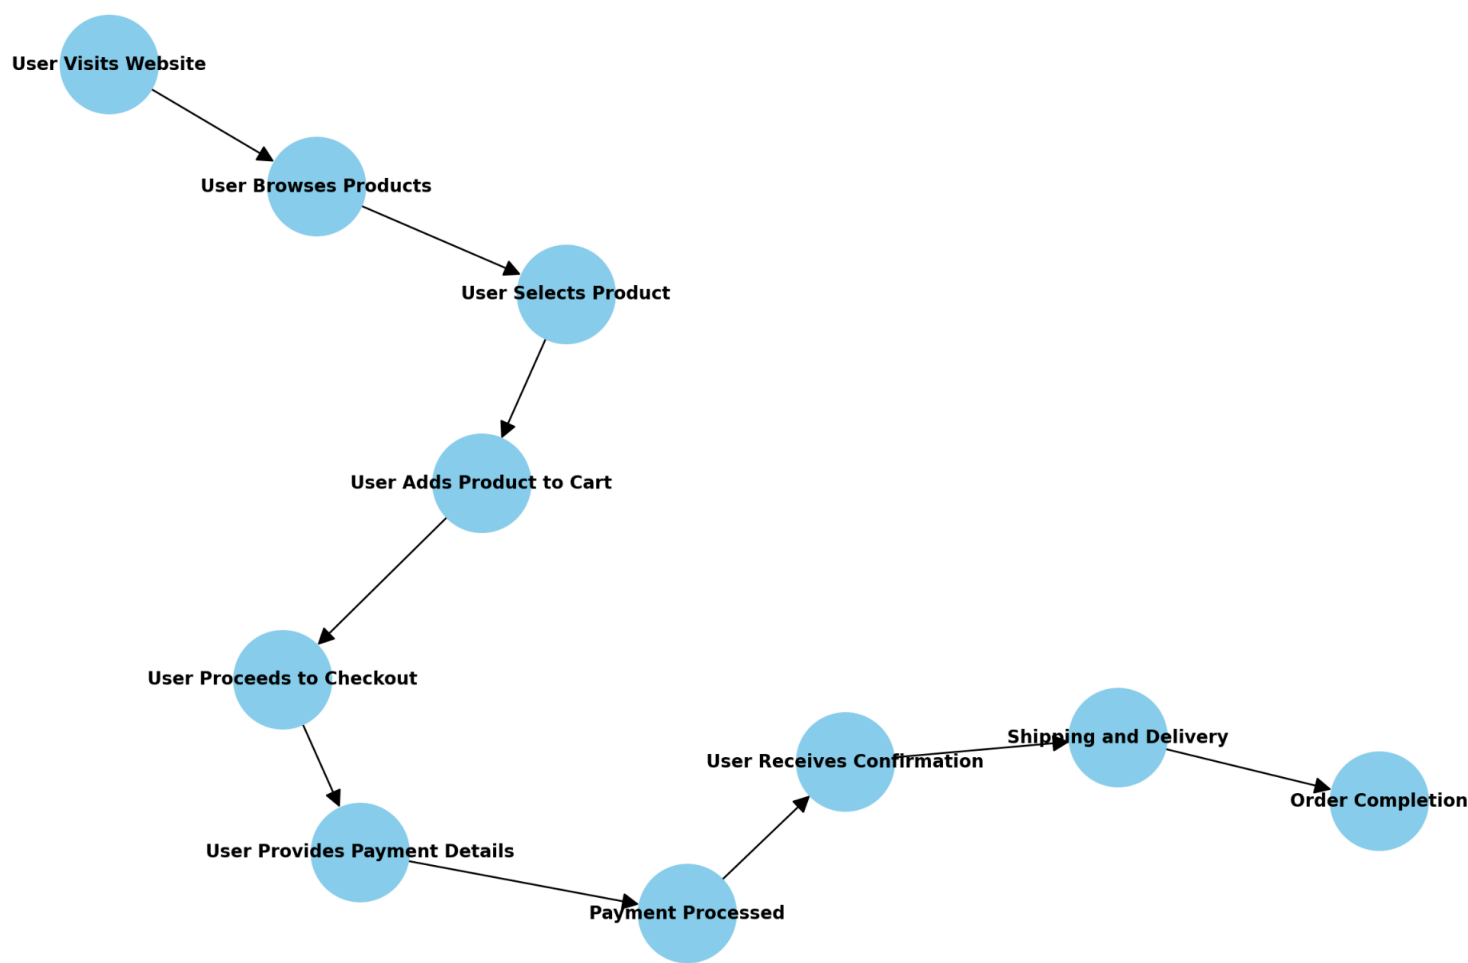 User Visits Website
User Browses Products
User Selects Product
User Adds Product to Cart
User Proceeds to Checkout
User Provides Payment Details
Payment Processed
User Receives Confirmation
Shipping and Delivery
Order Completion